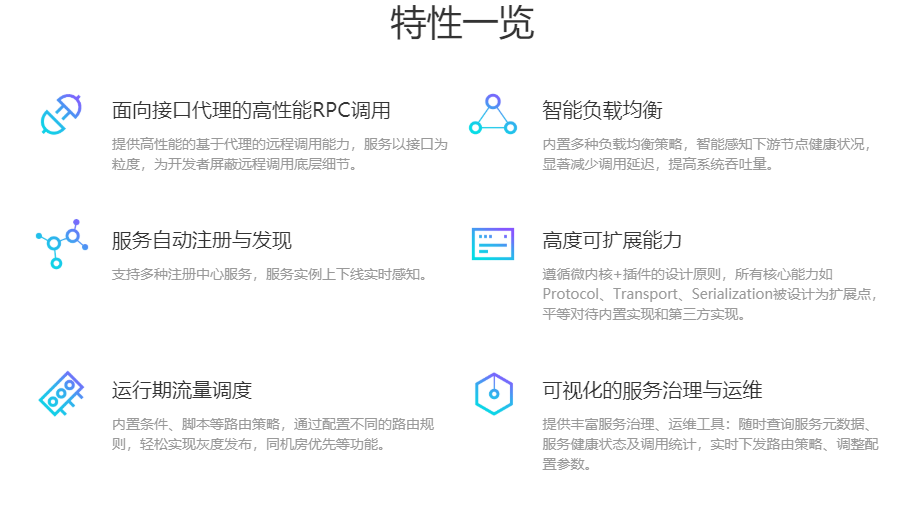 特性一览
面向接口代理的高性能RPC调用
提供高性能的基于代理的远程调用能力，服务以接口为
粒度，为开发者屏蔽远程调用底层细节。
智能负载均衡
内置多种负载均衡策略，智能感知下游节点健康状况，
显著减少调用延迟，提高系统吞吐量。
服务自动注册与发现
支持多种注册中心服务，服务实例上下线实时感知。
高度可扩展能力
遵循微内核+插件的设计原则，所有核心能力如
Protocol、Transport、Serialization被设计为扩展点，
平等对待内置实现和第三方实现。
运行期流量调度
内置条件、脚本等路由策略，通过配置不同的路由规
则，轻松实现灰度发布，同机房优先等功能。
可视化的服务治理与运维
提供丰富服务治理、运维工具：随时查询服务元数据、
服务健康状态及调用统计，实时下发路由策略、调整配
置参数。